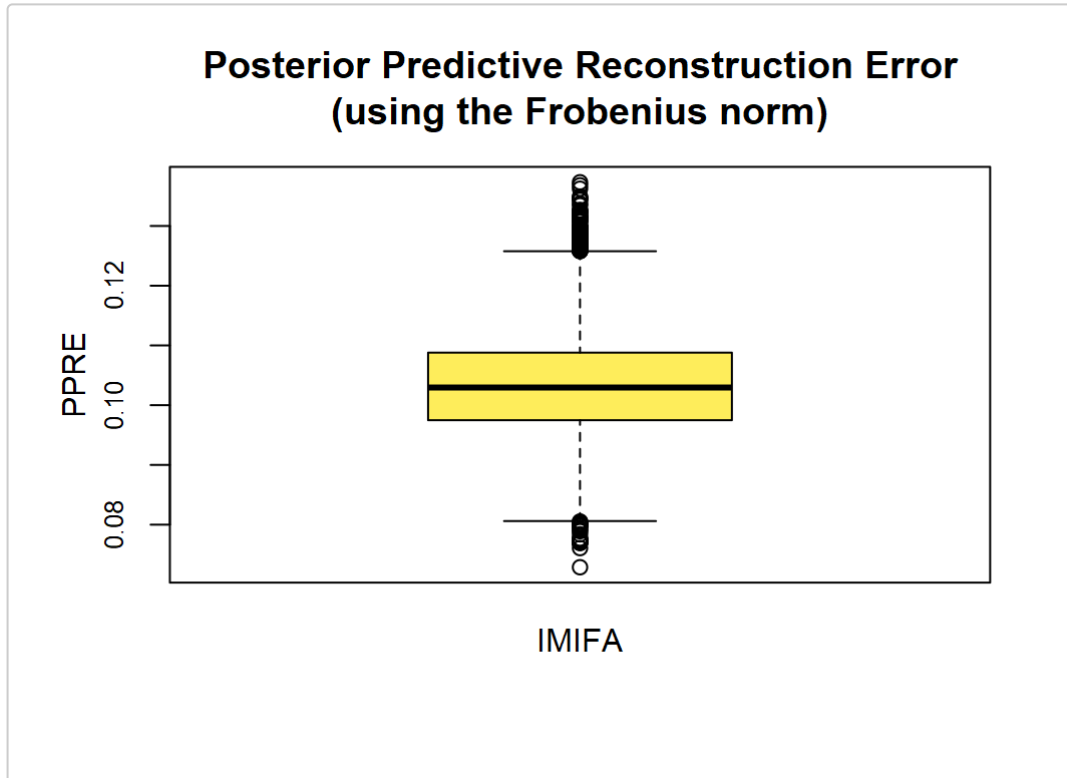 Posterior Predictive Reconstruction Error
(using the Frobenius norm)
PPRE
0.12
0.10
0.08
IMIFA